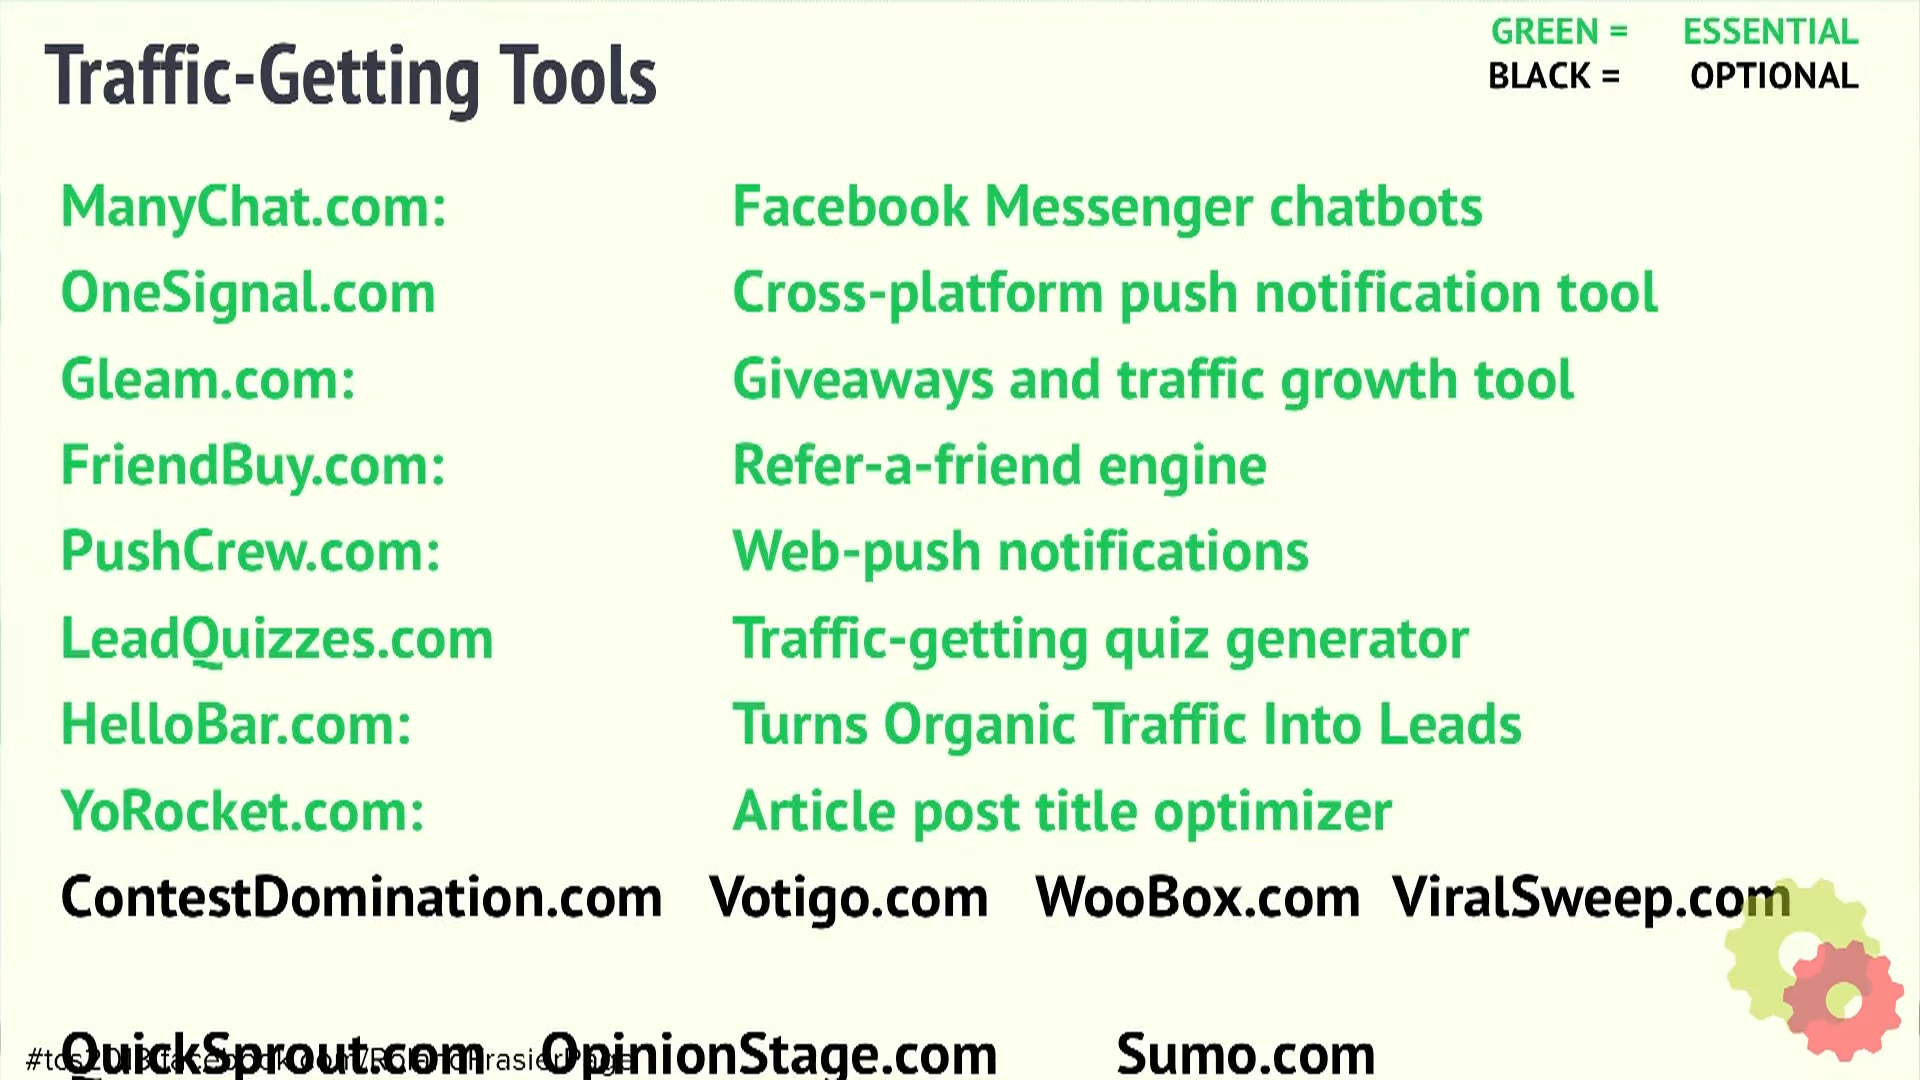 Traffic-Getting Tools
GREEN = ESSENTIAL
BLACK = OPTIONAL
ManyChat.com: Facebook Messenger chatbots
OneSignal.com Cross-platform push notification tool
Gleam.com: Giveaways and traffic growth tool
FriendBuy.com: Refer-a-friend engine
PushCrew.com: Web-push notifications
LeadQuizzes.com Traffic-getting quiz generator
HelloBar.com: Turns Organic Traffic Into Leads
YoRocket.com: Article post title optimizer
ContestDomination.com Votigo.com WooBox.com ViralSweep.com
QuickSprout.com OpinionStage.com Sumo.com